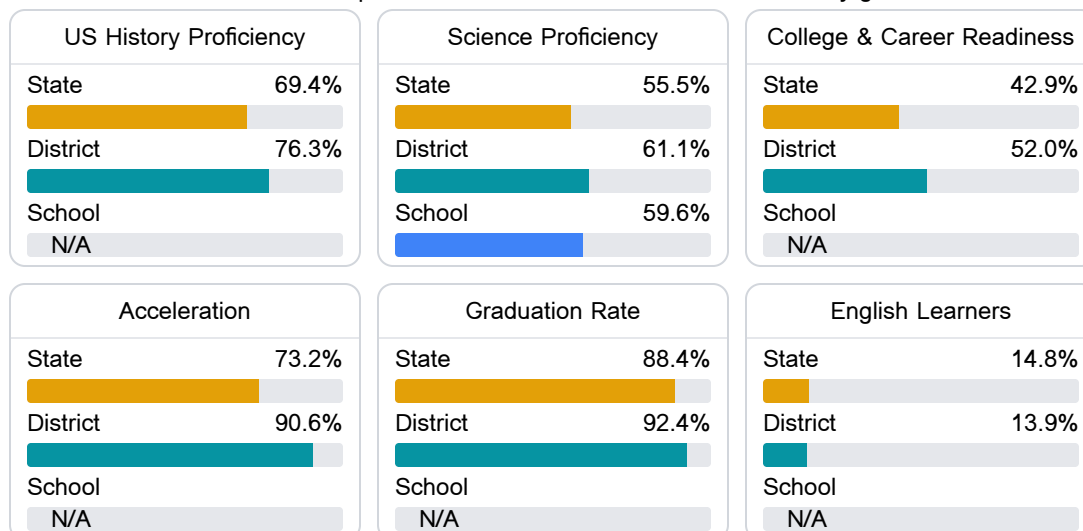 US History Proficiency
State 69.4%
District 76.3%
School
N/A
Science Proficiency
State 55.5%
District 61.1%
School 59.6%
College & Career Readiness
State 42.9%
District 52.0%
School
N/A
Acceleration
State 73.2%
District 90.6%
School
N/A
Graduation Rate
State 88.4%
District 92.4%
School
N/A
English Learners
State 14.8%
District 13.9%
School
N/A